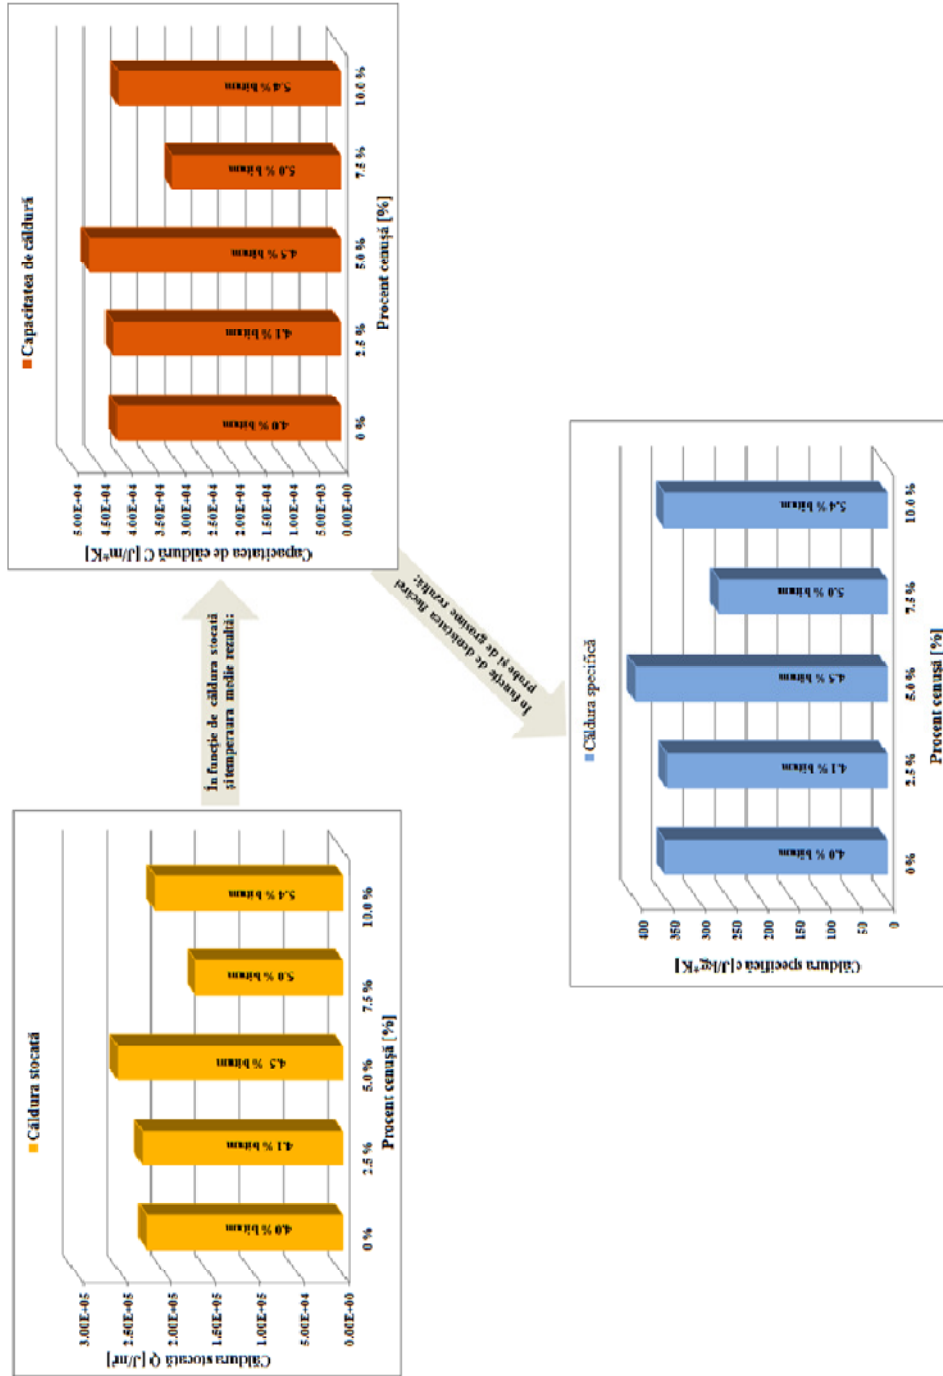 Căldura stocată
Căldura stocată Q [J/m²]
3.00E+05
2.50E+05
2.00E+05
1.50E+05
1.00E+05
5.00E+04
0.00E+00
4.0 % bitum
4.1 % bitum
4.5 % bitum
5.0 % bitum
5.4 % bitum
0 %
2.5 %
5.0 %
7.5 %
10.0 %
Procent cenușă [%]
În funcție de căldura stocată
și temperatura medie rezultă:
Capacitatea de căldură
Capacitatea de căldură C [J/m²*K]
5.00E+04
4.50E+04
4.00E+04
3.50E+04
3.00E+04
2.50E+04
2.00E+04
1.50E+04
1.00E+04
5.00E+03
0.00E+00
4.0 % bitum
4.1 % bitum
4.5 % bitum
5.0 % bitum
5.4 % bitum
0 %
2.5 %
5.0 %
7.5 %
10.0 %
Procent cenușă [%]
În funcție de densitatea fiecărei
probe și de grosime rezultă:
Căldura specifică
Căldura specifică c[J/kg*K]
400
350
300
250
200
150
100
50
0
4.0 % bitum
4.1 % bitum
4.5 % bitum
5.0 % bitum
5.4 % bitum
0 %
2.5 %
5.0 %
7.5 %
10.0 %
Procent cenușă [%]